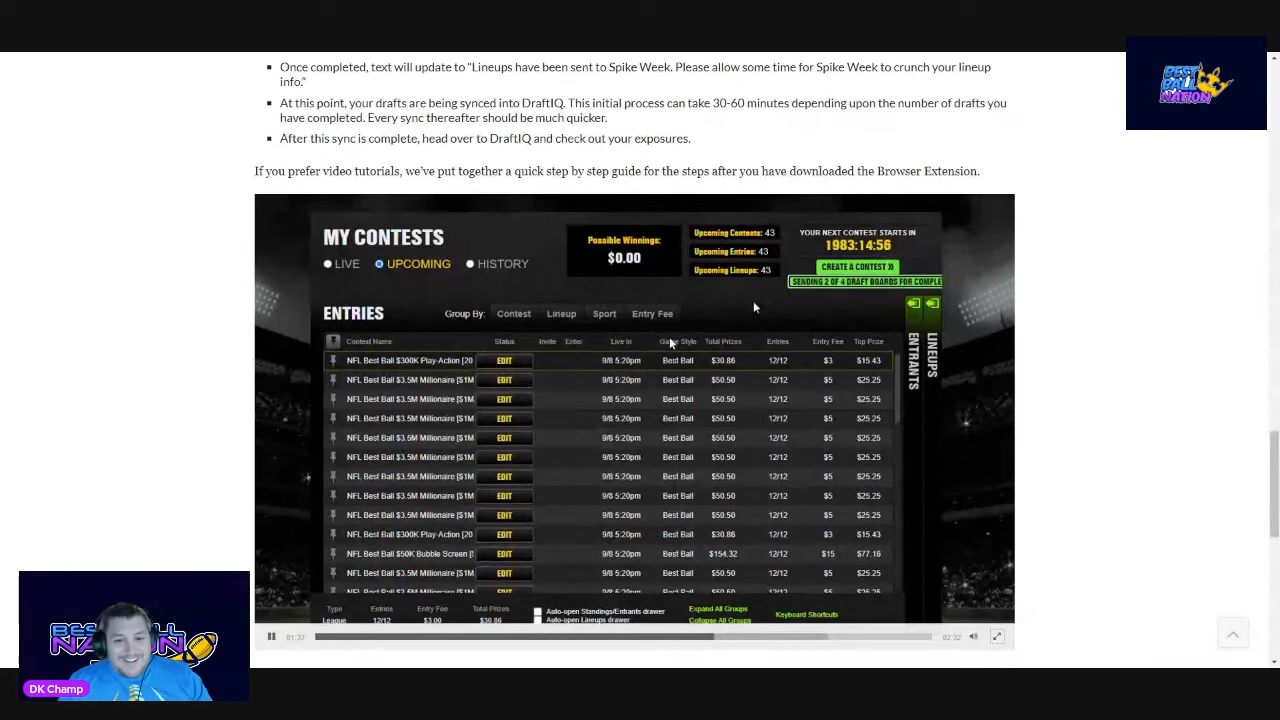 Once completed, text will update to “Lineups have been sent to Spike Week. Please allow some time for Spike Week to crunch your lineup
info.”
At this point, your drafts are being synced into DraftIQ. This initial process can take 30-60 minutes depending upon the number of drafts you
have completed. Every sync thereafter should be much quicker.
After this sync is complete, head over to DraftIQ and check out your exposures.
If you prefer video tutorials, we’ve put together a quick step by step guide for the steps after you have downloaded the Browser Extension.
BEST
BALL
NATION
MY CONTESTS
LIVE UPCOMING HISTORY
Possible Winnings:
$0.00
Upcoming Contests: 43
Upcoming Entries: 43
Upcoming Lineups: 43
YOUR NEXT CONTEST STARTS IN
1983:14:56
CREATE A CONTEST »
SENDING 2 OF 4 DRAFT BOARDS FOR COMPLE
ENTRIES
Group By: Contest Lineup Sport Entry Fee
LINEUPS
ENTRANTS
Contest Name Status Invite Enter Live In Game Style Total Prizes Entries Entry Fee Top Prize
NFL Best Ball $300K Play-Action [20 EDIT 9/8 5:20pm Best Ball $30.86 12/12 $3 $15.43
NFL Best Ball $3.5M Millionaire [$1M EDIT 9/8 5:20pm Best Ball $50.50 12/12 $5 $25.25
NFL Best Ball $3.5M Millionaire [$1M EDIT 9/8 5:20pm Best Ball $50.50 12/12 $5 $25.25
NFL Best Ball $3.5M Millionaire [$1M EDIT 9/8 5:20pm Best Ball $50.50 12/12 $5 $25.25
NFL Best Ball $3.5M Millionaire [$1M EDIT 9/8 5:20pm Best Ball $50.50 12/12 $5 $25.25
NFL Best Ball $3.5M Millionaire [$1M EDIT 9/8 5:20pm Best Ball $50.50 12/12 $5 $25.25
NFL Best Ball $3.5M Millionaire [$1M EDIT 9/8 5:20pm Best Ball $50.50 12/12 $5 $25.25
NFL Best Ball $3.5M Millionaire [$1M EDIT 9/8 5:20pm Best Ball $50.50 12/12 $5 $25.25
NFL Best Ball $3.5M Millionaire [$1M EDIT 9/8 5:20pm Best Ball $50.50 12/12 $5 $25.25
NFL Best Ball $300K Play-Action [20 EDIT 9/8 5:20pm Best Ball $30.86 12/12 $3 $15.43
NFL Best Ball $50K Bubble Screen [$ EDIT 9/8 5:20pm Best Ball $154.32 12/12 $15 $77.16
NFL Best Ball $3.5M Millionaire [$1M EDIT 9/8 5:20pm Best Ball $50.50 12/12 $5 $25.25
Type Entries Entry Fee Total Prizes
League 12/12 $3.00 $30.86
Auto-open Standings/Entrants drawer
Auto-open Lineups drawer
Expand All Groups
Collapse All Groups
Keyboard Shortcuts
02:32
DK Champ